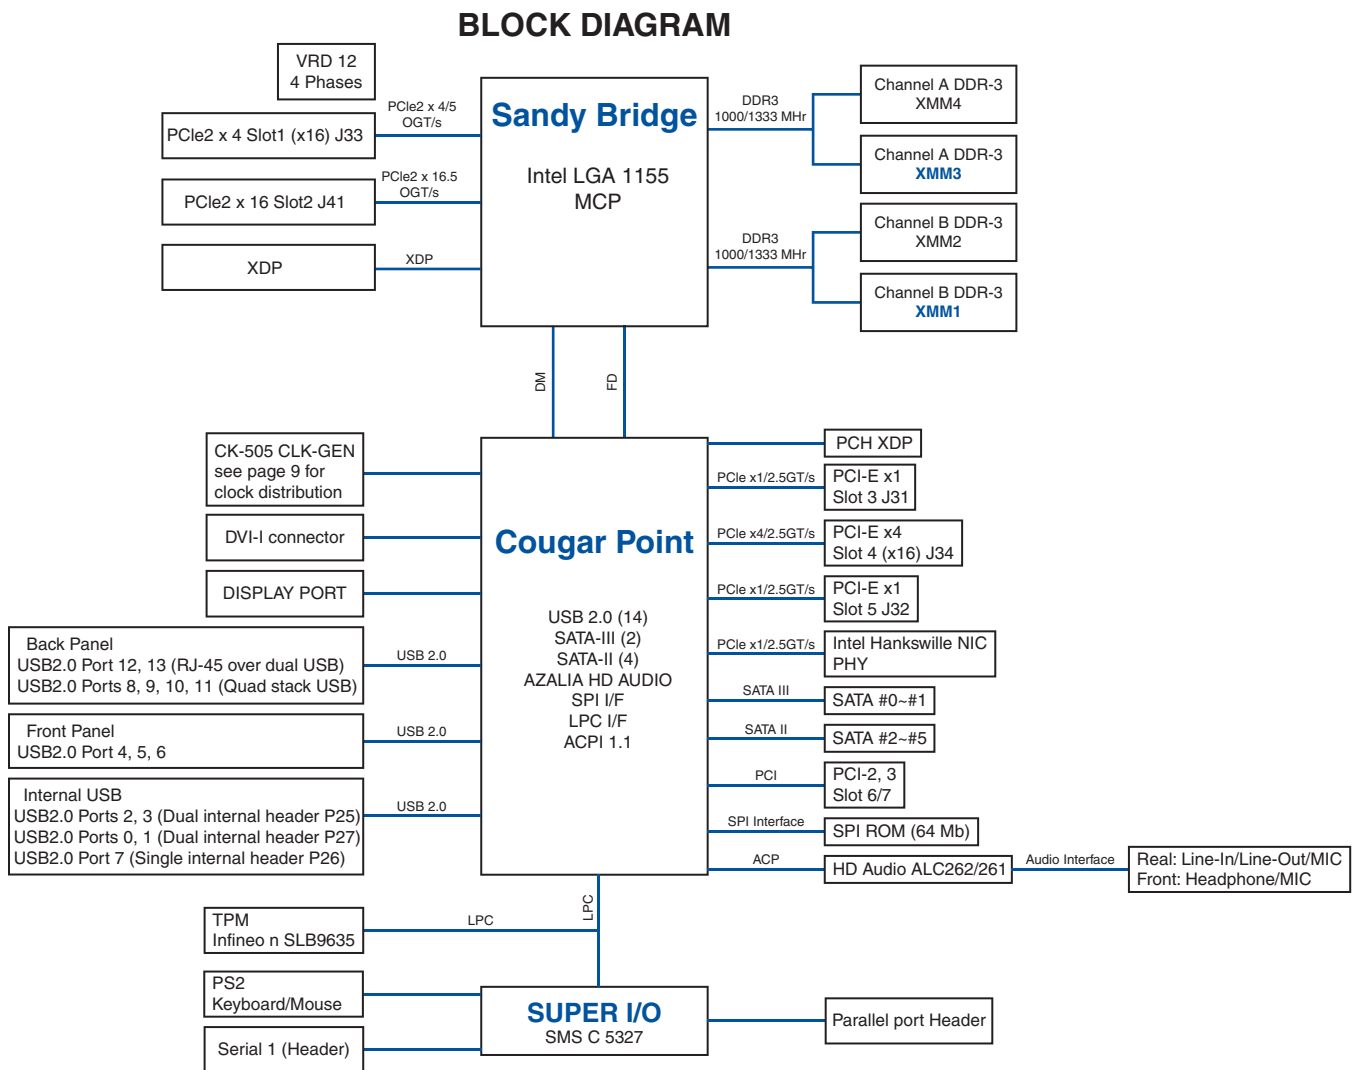 BLOCK DIAGRAM
VRD 12
4 Phases
PCIe2 x 4/5
OGT/s
PCIe2 x 4 Slot1 (x16) J33
PCIe2 x 16.5
OGT/s
PCIe2 x 16 Slot2 J41
XDP
XDP
Sandy Bridge
Intel LGA 1155
MCP
DDR3
1000/1333 MHr
Channel A DDR-3
XMM4
Channel A DDR-3
XMM3
DDR3
1000/1333 MHr
Channel B DDR-3
XMM2
Channel B DDR-3
XMM1
DM
FD
CK-505 CLK-GEN
see page 9 for
clock distribution
DVI-I connector
DISPLAY PORT
Back Panel
USB2.0 Port 12, 13 (RJ-45 over dual USB)
USB2.0 Ports 8, 9, 10, 11 (Quad stack USB)
USB 2.0
Front Panel
USB2.0 Port 4, 5, 6
USB 2.0
Internal USB
USB2.0 Ports 2, 3 (Dual internal header P25)
USB2.0 Ports 0, 1 (Dual internal header P27)
USB2.0 Port 7 (Single internal header P26)
USB 2.0
Cougar Point
USB 2.0 (14)
SATA-III (2)
SATA-II (4)
AZALIA HD AUDIO
SPI I/F
LPC I/F
ACPI 1.1
PCH XDP
PCIe x1/2.5GT/s
PCI-E x1
Slot 3 J31
PCIe x4/2.5GT/s
PCI-E x4
Slot 4 (x16) J34
PCIe x1/2.5GT/s
PCI-E x1
Slot 5 J32
PCIe x1/2.5GT/s
Intel Hankswille NIC
PHY
SATA III
SATA #0~#1
SATA II
SATA #2~#5
PCI
PCI-2, 3
Slot 6/7
SPI Interface
SPI ROM (64 Mb)
ACP
HD Audio ALC262/261
Audio Interface
Real: Line-In/Line-Out/MIC
Front: Headphone/MIC
LPC
TPM
Infineo n SLB9635
LPC
PS2
Keyboard/Mouse
Serial 1 (Header)
SUPER I/O
SMS C 5327
Parallel port Header